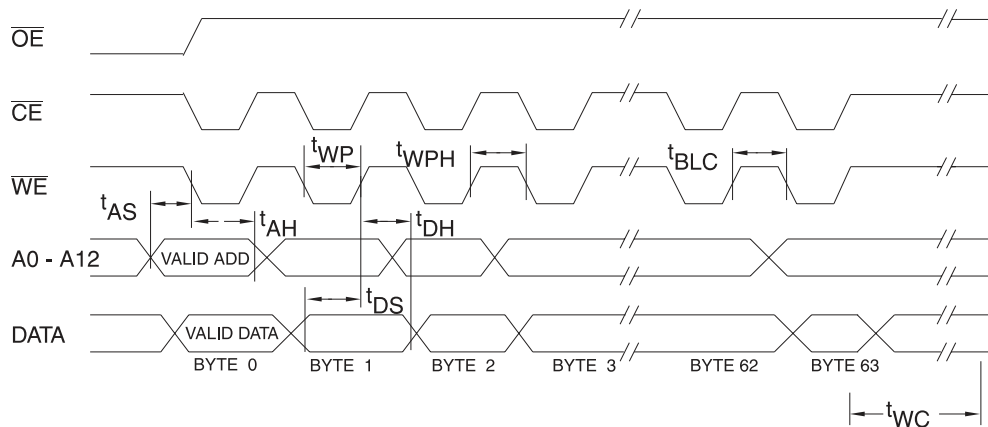 OE
CE
tWP
tWPH
tBLC
WE
tAS
tAH
tDH
A0 - A12
VALID ADD
tDS
DATA
VALID DATA
BYTE 0
BYTE 1
BYTE 2
BYTE 3
BYTE 62
BYTE 63
tWC